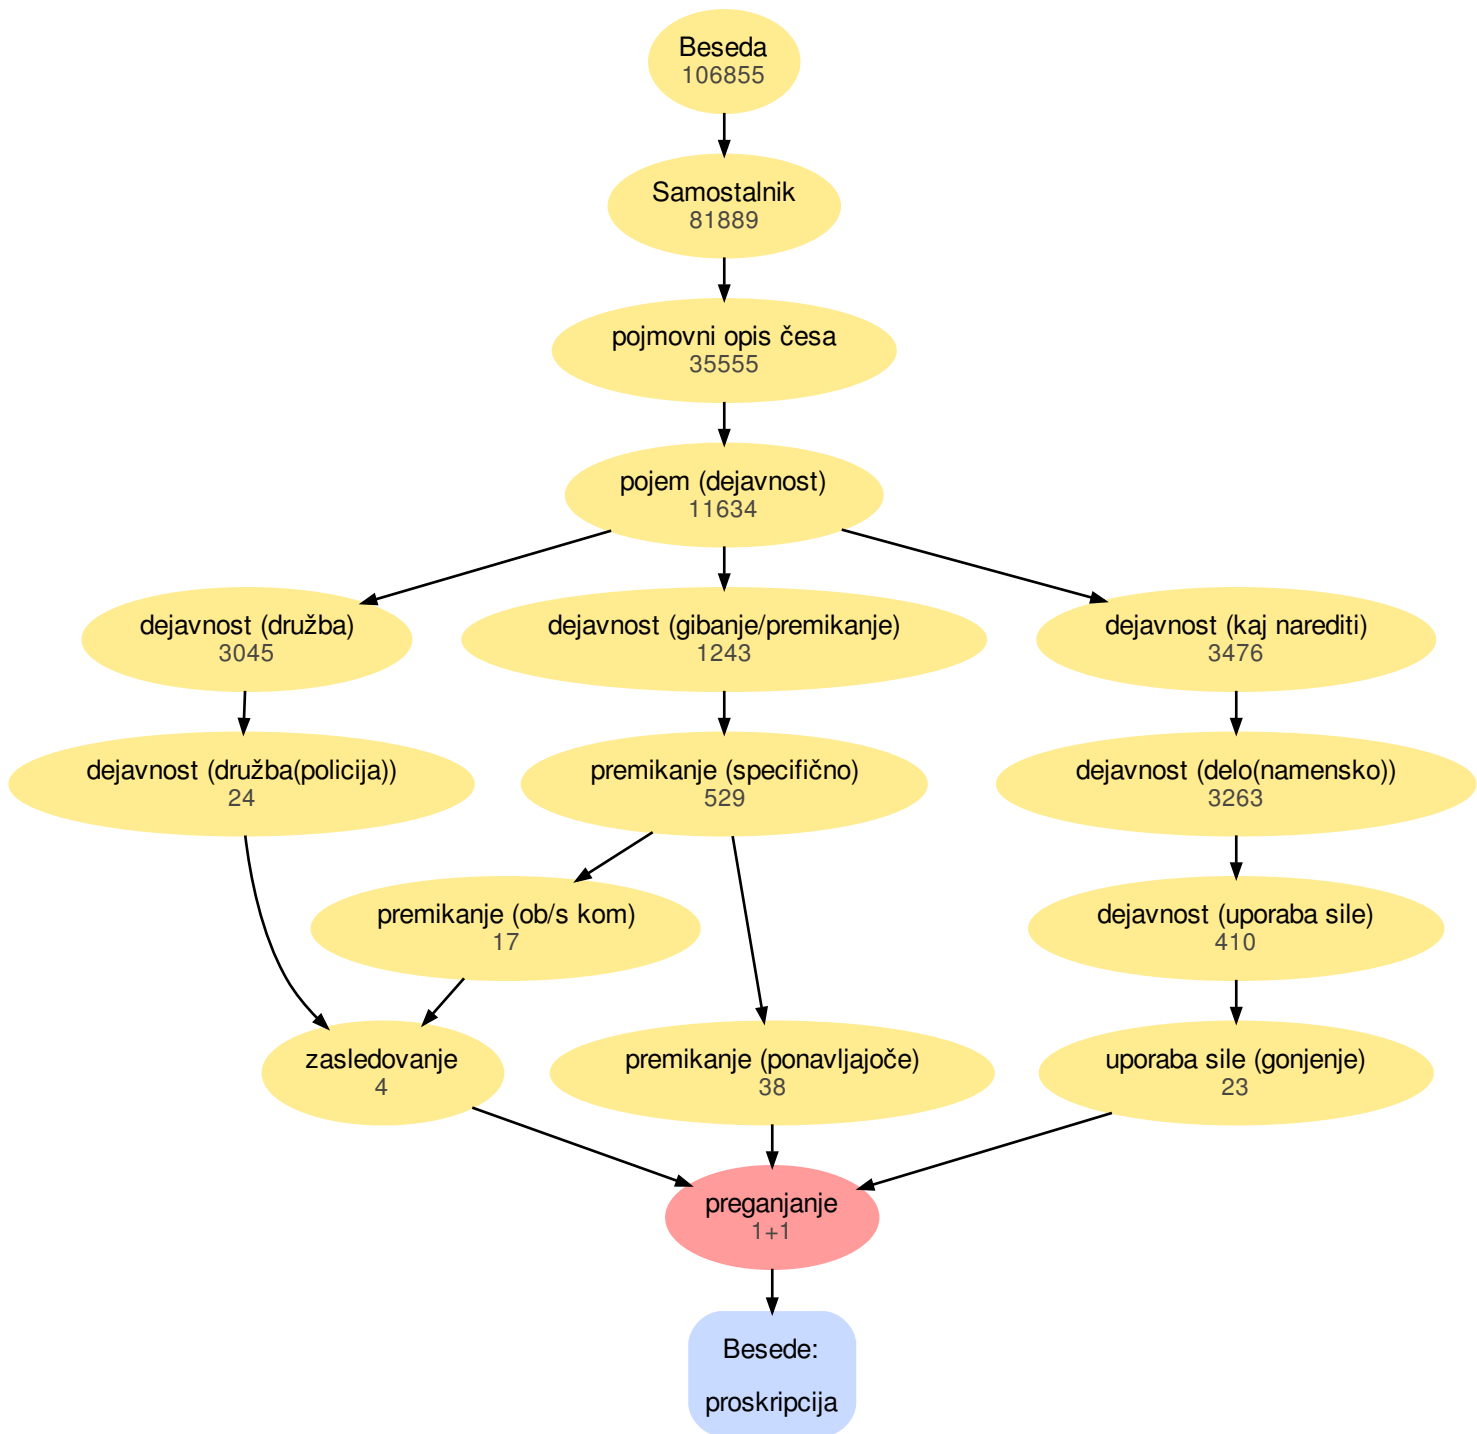 Beseda
106855
Samostalnik
81889
pojmovni opis česa
35555
pojem (dejavnost)
11634
dejavnost (družba)
3045
dejavnost (gibanje/premikanje)
1243
dejavnost (kaj narediti)
3476
dejavnost (družba(policija))
24
premikanje (specifično)
529
dejavnost (delo(namensko))
3263
premikanje (ob/s kom)
17
dejavnost (uporaba sile)
410
zasledovanje
4
premikanje (ponavljajoče)
38
uporaba sile (gonjenje)
23
preganjanje
1+1
Besede:
proskripcija